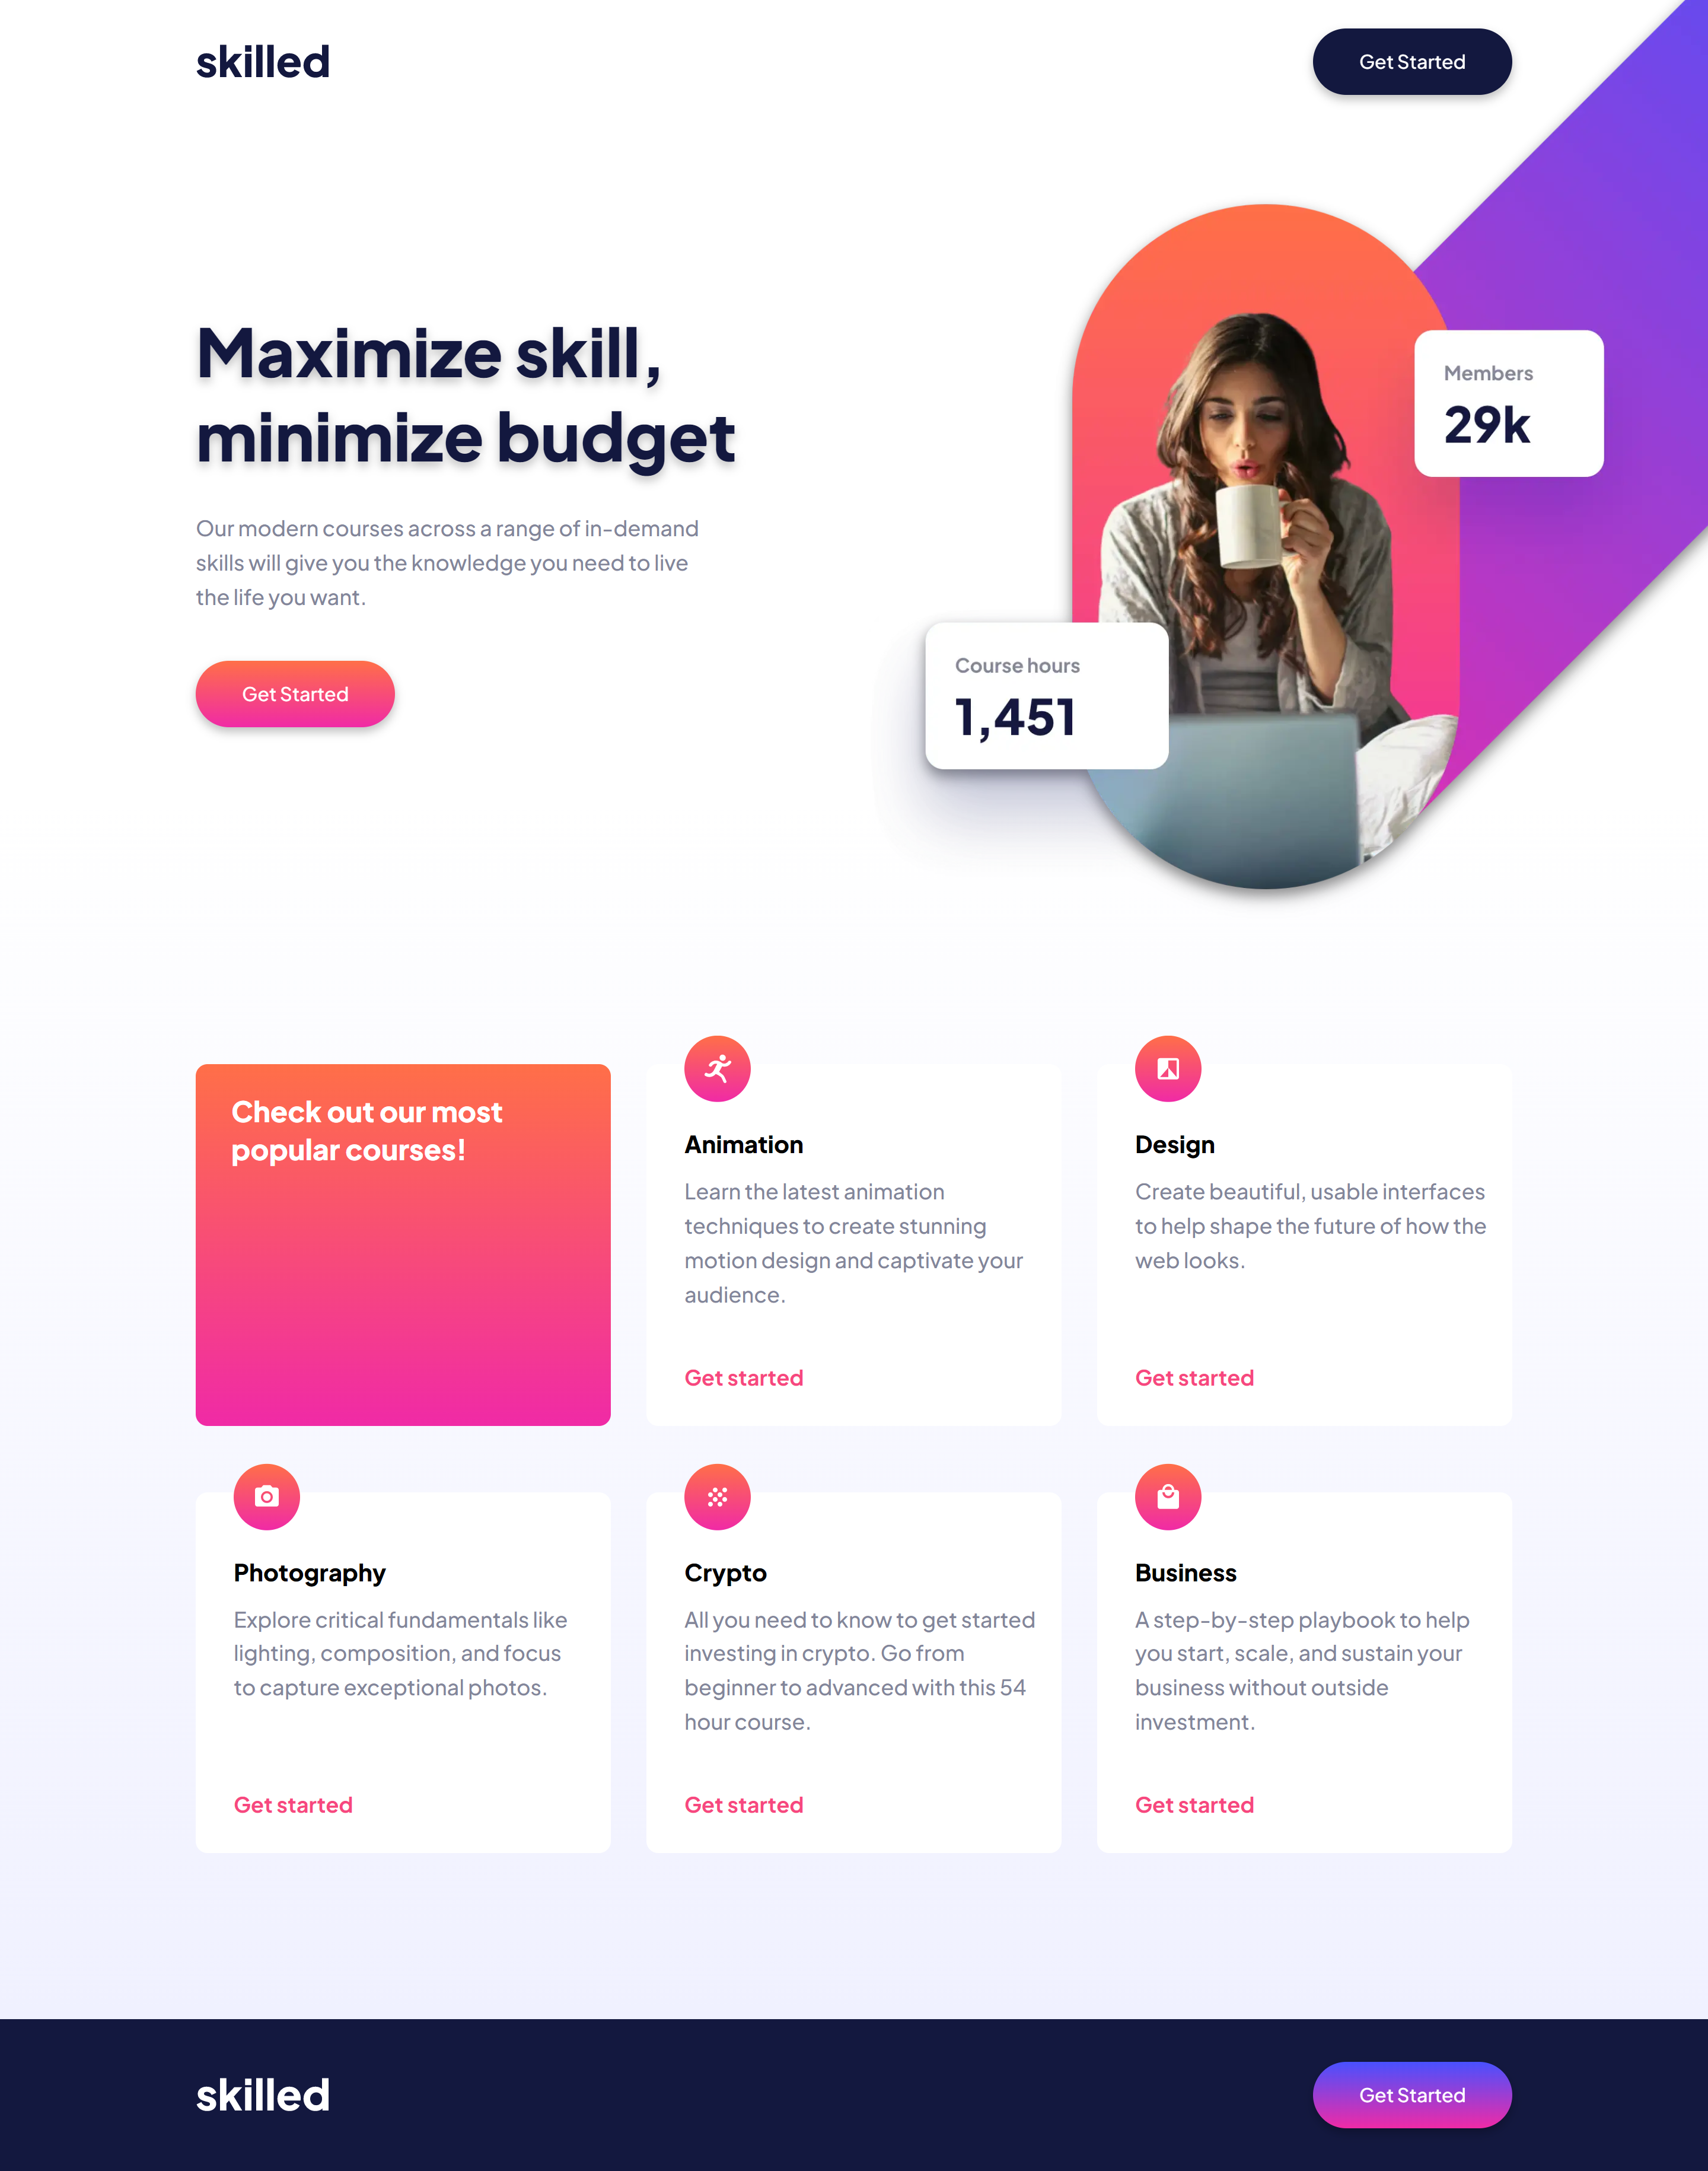 skilled
Get Started
Maximize skill,
minimize budget
Our modern courses across a range of in-demand
skills will give you the knowledge you need to live
the life you want.
Get Started
Members
29k
Course hours
1,451
Check out our most
popular courses!
Animation
Learn the latest animation
techniques to create stunning
motion design and captivate your
audience.
Get started
Design
Create beautiful, usable interfaces
to help shape the future of how the
web looks.
Get started
Photography
Explore critical fundamentals like
lighting, composition, and focus
to capture exceptional photos.
Get started
Crypto
All you need to know to get started
investing in crypto. Go from
beginner to advanced with this 54
hour course.
Get started
Business
A step-by-step playbook to help
you start, scale, and sustain your
business without outside
investment.
Get started
skilled
Get Started